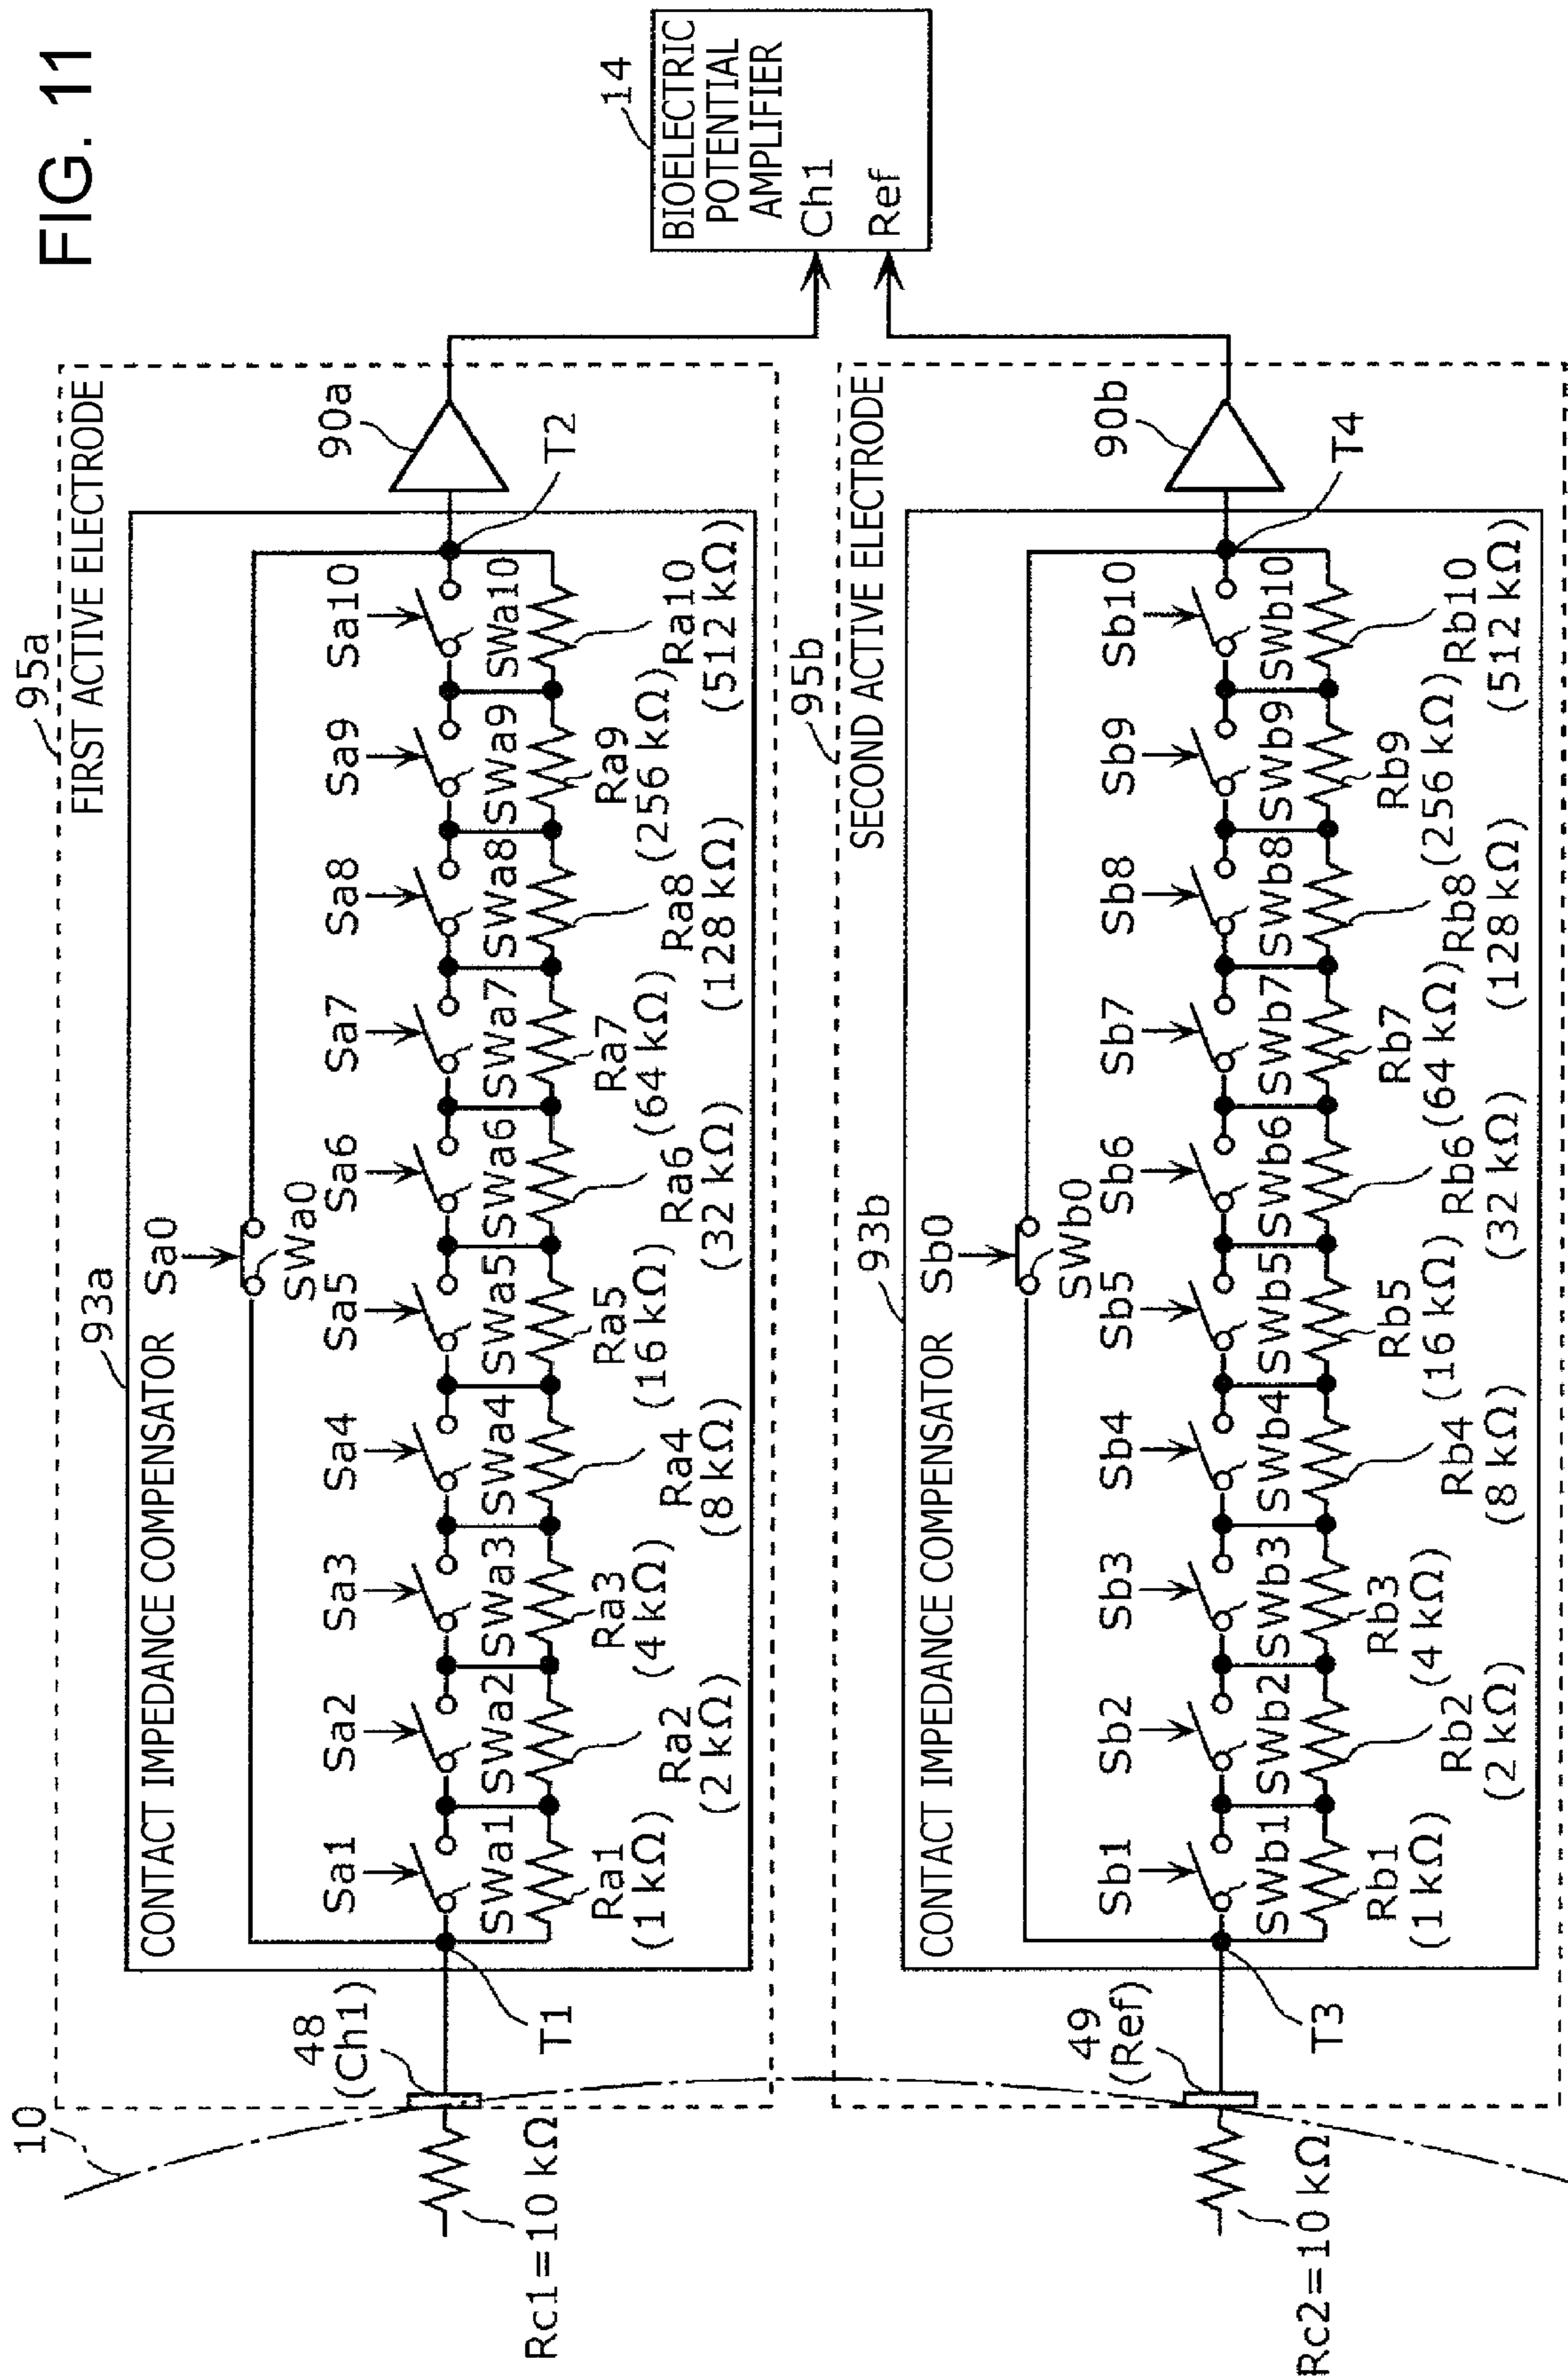 FIG. 11
95a
FIRST ACTIVE ELECTRODE
93a
CONTACT IMPEDANCE COMPENSATOR
Sa0
SWa0
Sa1
Sa2
Sa3
Sa4
Sa5
Sa6
Sa7
Sa8
Sa9
Sa10
SWa1
SWa2
SWa3
SWa4
SWa5
SWa6
SWa7
SWa8
SWa9
SWa10
Ra1
(1 kΩ)
Ra2
(2 kΩ)
Ra3
(4 kΩ)
Ra4
(8 kΩ)
Ra5
(16 kΩ)
Ra6
(32 kΩ)
Ra7
(64 kΩ)
Ra8
(128 kΩ)
Ra9
(256 kΩ)
Ra10
(512 kΩ)
10
48
(Ch1)
T1
Rc1=10 kΩ
T2
90a
14
BIOELECTRIC
POTENTIAL
AMPLIFIER
Ch1
Ref
95b
SECOND ACTIVE ELECTRODE
93b
CONTACT IMPEDANCE COMPENSATOR
Sb0
SWb0
Sb1
Sb2
Sb3
Sb4
Sb5
Sb6
Sb7
Sb8
Sb9
Sb10
SWb1
SWb2
SWb3
SWb4
SWb5
SWb6
SWb7
SWb8
SWb9
SWb10
Rb1
(1 kΩ)
Rb2
(2 kΩ)
Rb3
(4 kΩ)
Rb4
(8 kΩ)
Rb5
(16 kΩ)
Rb6
(32 kΩ)
Rb7
(64 kΩ)
Rb8
(128 kΩ)
Rb9
(256 kΩ)
Rb10
(512 kΩ)
49
(Ref)
T3
Rc2=10 kΩ
T4
90b